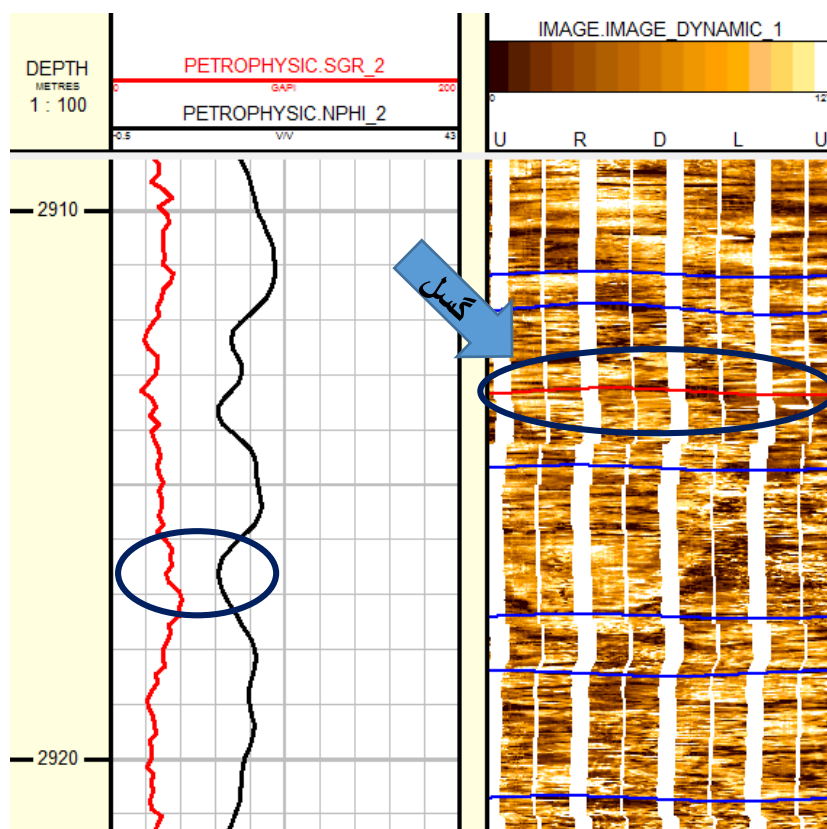 IMAGE.IMAGE_DYNAMIC_1
DEPTH
METRES
1 : 100
PETROPHYSIC.SGR_2
0 GAPI 200
PETROPHYSIC.NPHI_2
-0.5 V/V 43
0 12
U R D L U
2910
گسل
2920